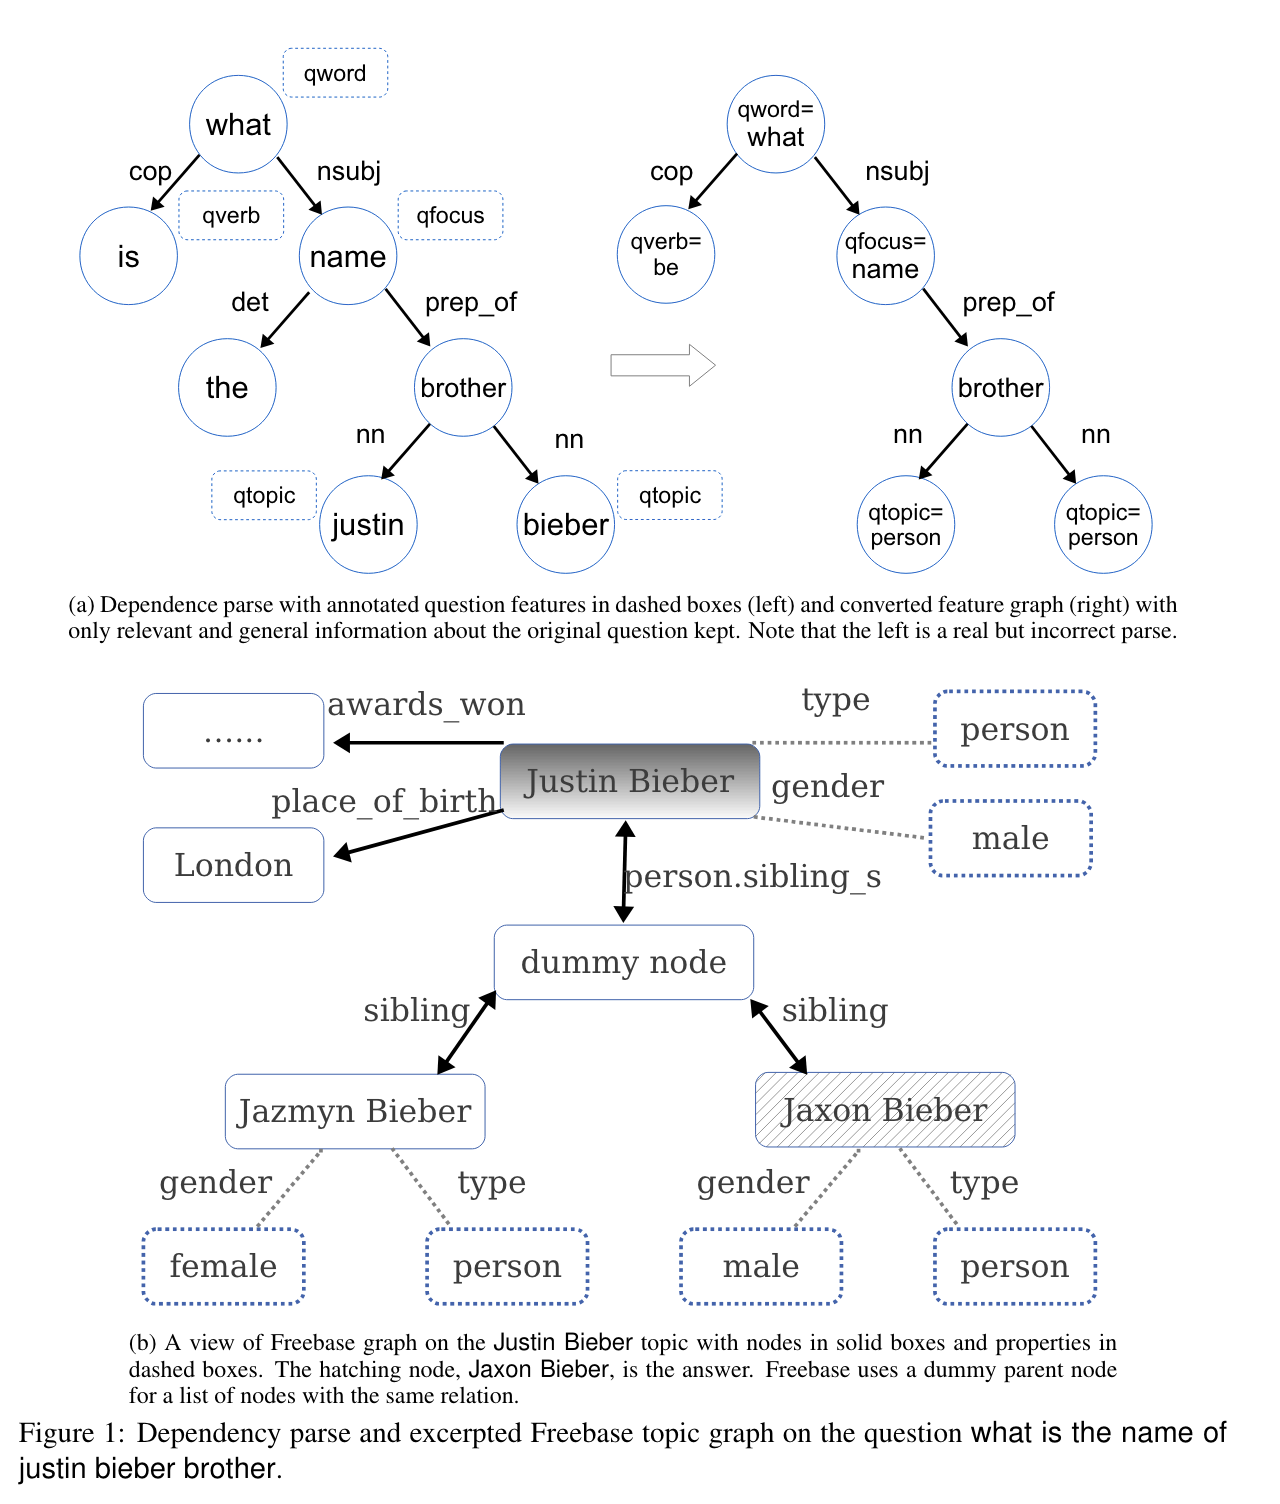 qword
what
qword=
what
cop
nsubj
cop
nsubj
qverb
qfocus
is
name
qverb=
be
qfocus=
name
det
prep_of
prep_of
the
brother
brother
nn
nn
nn
nn
qtopic
justin
bieber
qtopic
qtopic=
person
qtopic=
person
(a) Dependence parse with annotated question features in dashed boxes (left) and converted feature graph (right) with
only relevant and general information about the original question kept. Note that the left is a real but incorrect parse.
awards_won
type
......
person
Justin Bieber
gender
place_of_birth
male
London
person.sibling_s
dummy node
sibling
sibling
Jazmyn Bieber
Jaxon Bieber
gender
type
gender
type
female
person
male
person
(b) A view of Freebase graph on the Justin Bieber topic with nodes in solid boxes and properties in
dashed boxes. The hatching node, Jaxon Bieber, is the answer. Freebase uses a dummy parent node
for a list of nodes with the same relation.
Figure 1: Dependency parse and excerpted Freebase topic graph on the question what is the name of
justin bieber brother.